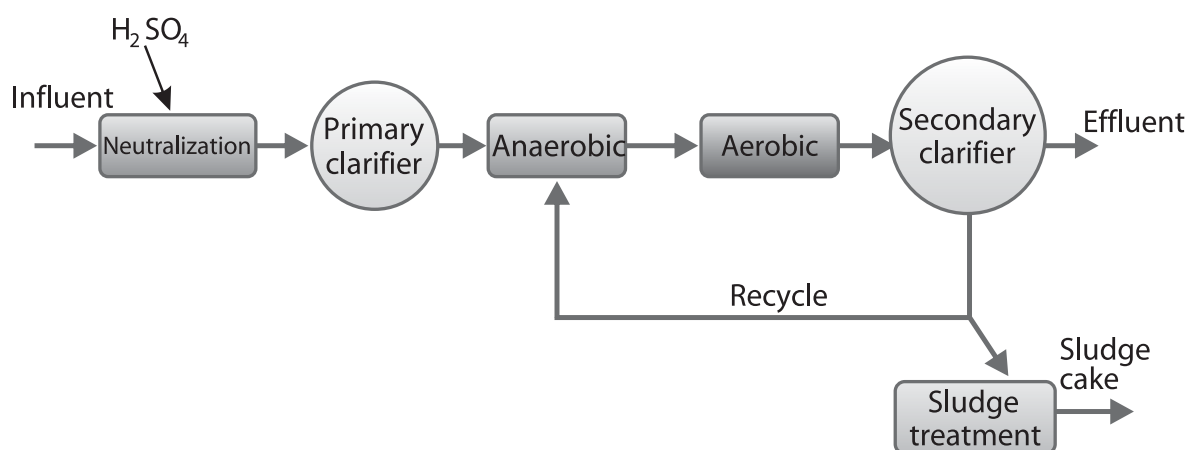 H₂SO₄
Influent
Neutralization
Primary
clarifier
Anaerobic
Aerobic
Secondary
clarifier
Effluent
Recycle
Sludge
cake
Sludge
treatment